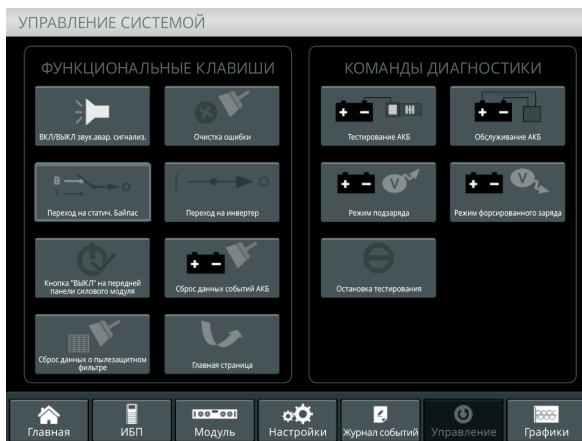 УПРАВЛЕНИЕ СИСТЕМОЙ
ФУНКЦИОНАЛЬНЫЕ КЛАВИШИ
ВКЛ/ВЫКЛ звук.авар. сигнализ.
Очистка ошибки
B
I
O
Переход на статич. Байпас
I
O
Переход на инвертер
Кнопка "ВЫКЛ" на передней
панели силового модуля
+ -
Сброс данных событий АКБ
Сброс данных о пылезащитном
фильтре
Главная страница
КОМАНДЫ ДИАГНОСТИКИ
+ -
Тестирование АКБ
+ -
Обслуживание АКБ
+ - V
Режим подзаряда
+ - V
Режим форсированного заряда
Остановка тестирования
Главная
ИБП
Модуль
Настройки
Журнал событий
Управление
Графики